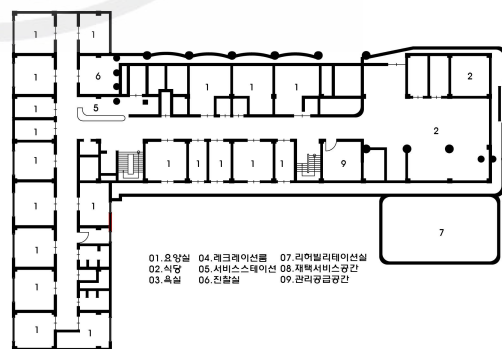 1 1
1 6 1 1 1 2
1 5
1 2
1 1 1 1 1 1 9
1 1
7
1
01.요양실 04.레크레이션룸 07.리허빌리테이션실
02.식당 05.서비스스테이션 08.재택서비스공간
03.욕실 06.진찰실 09.관리공급공간
1
1 1